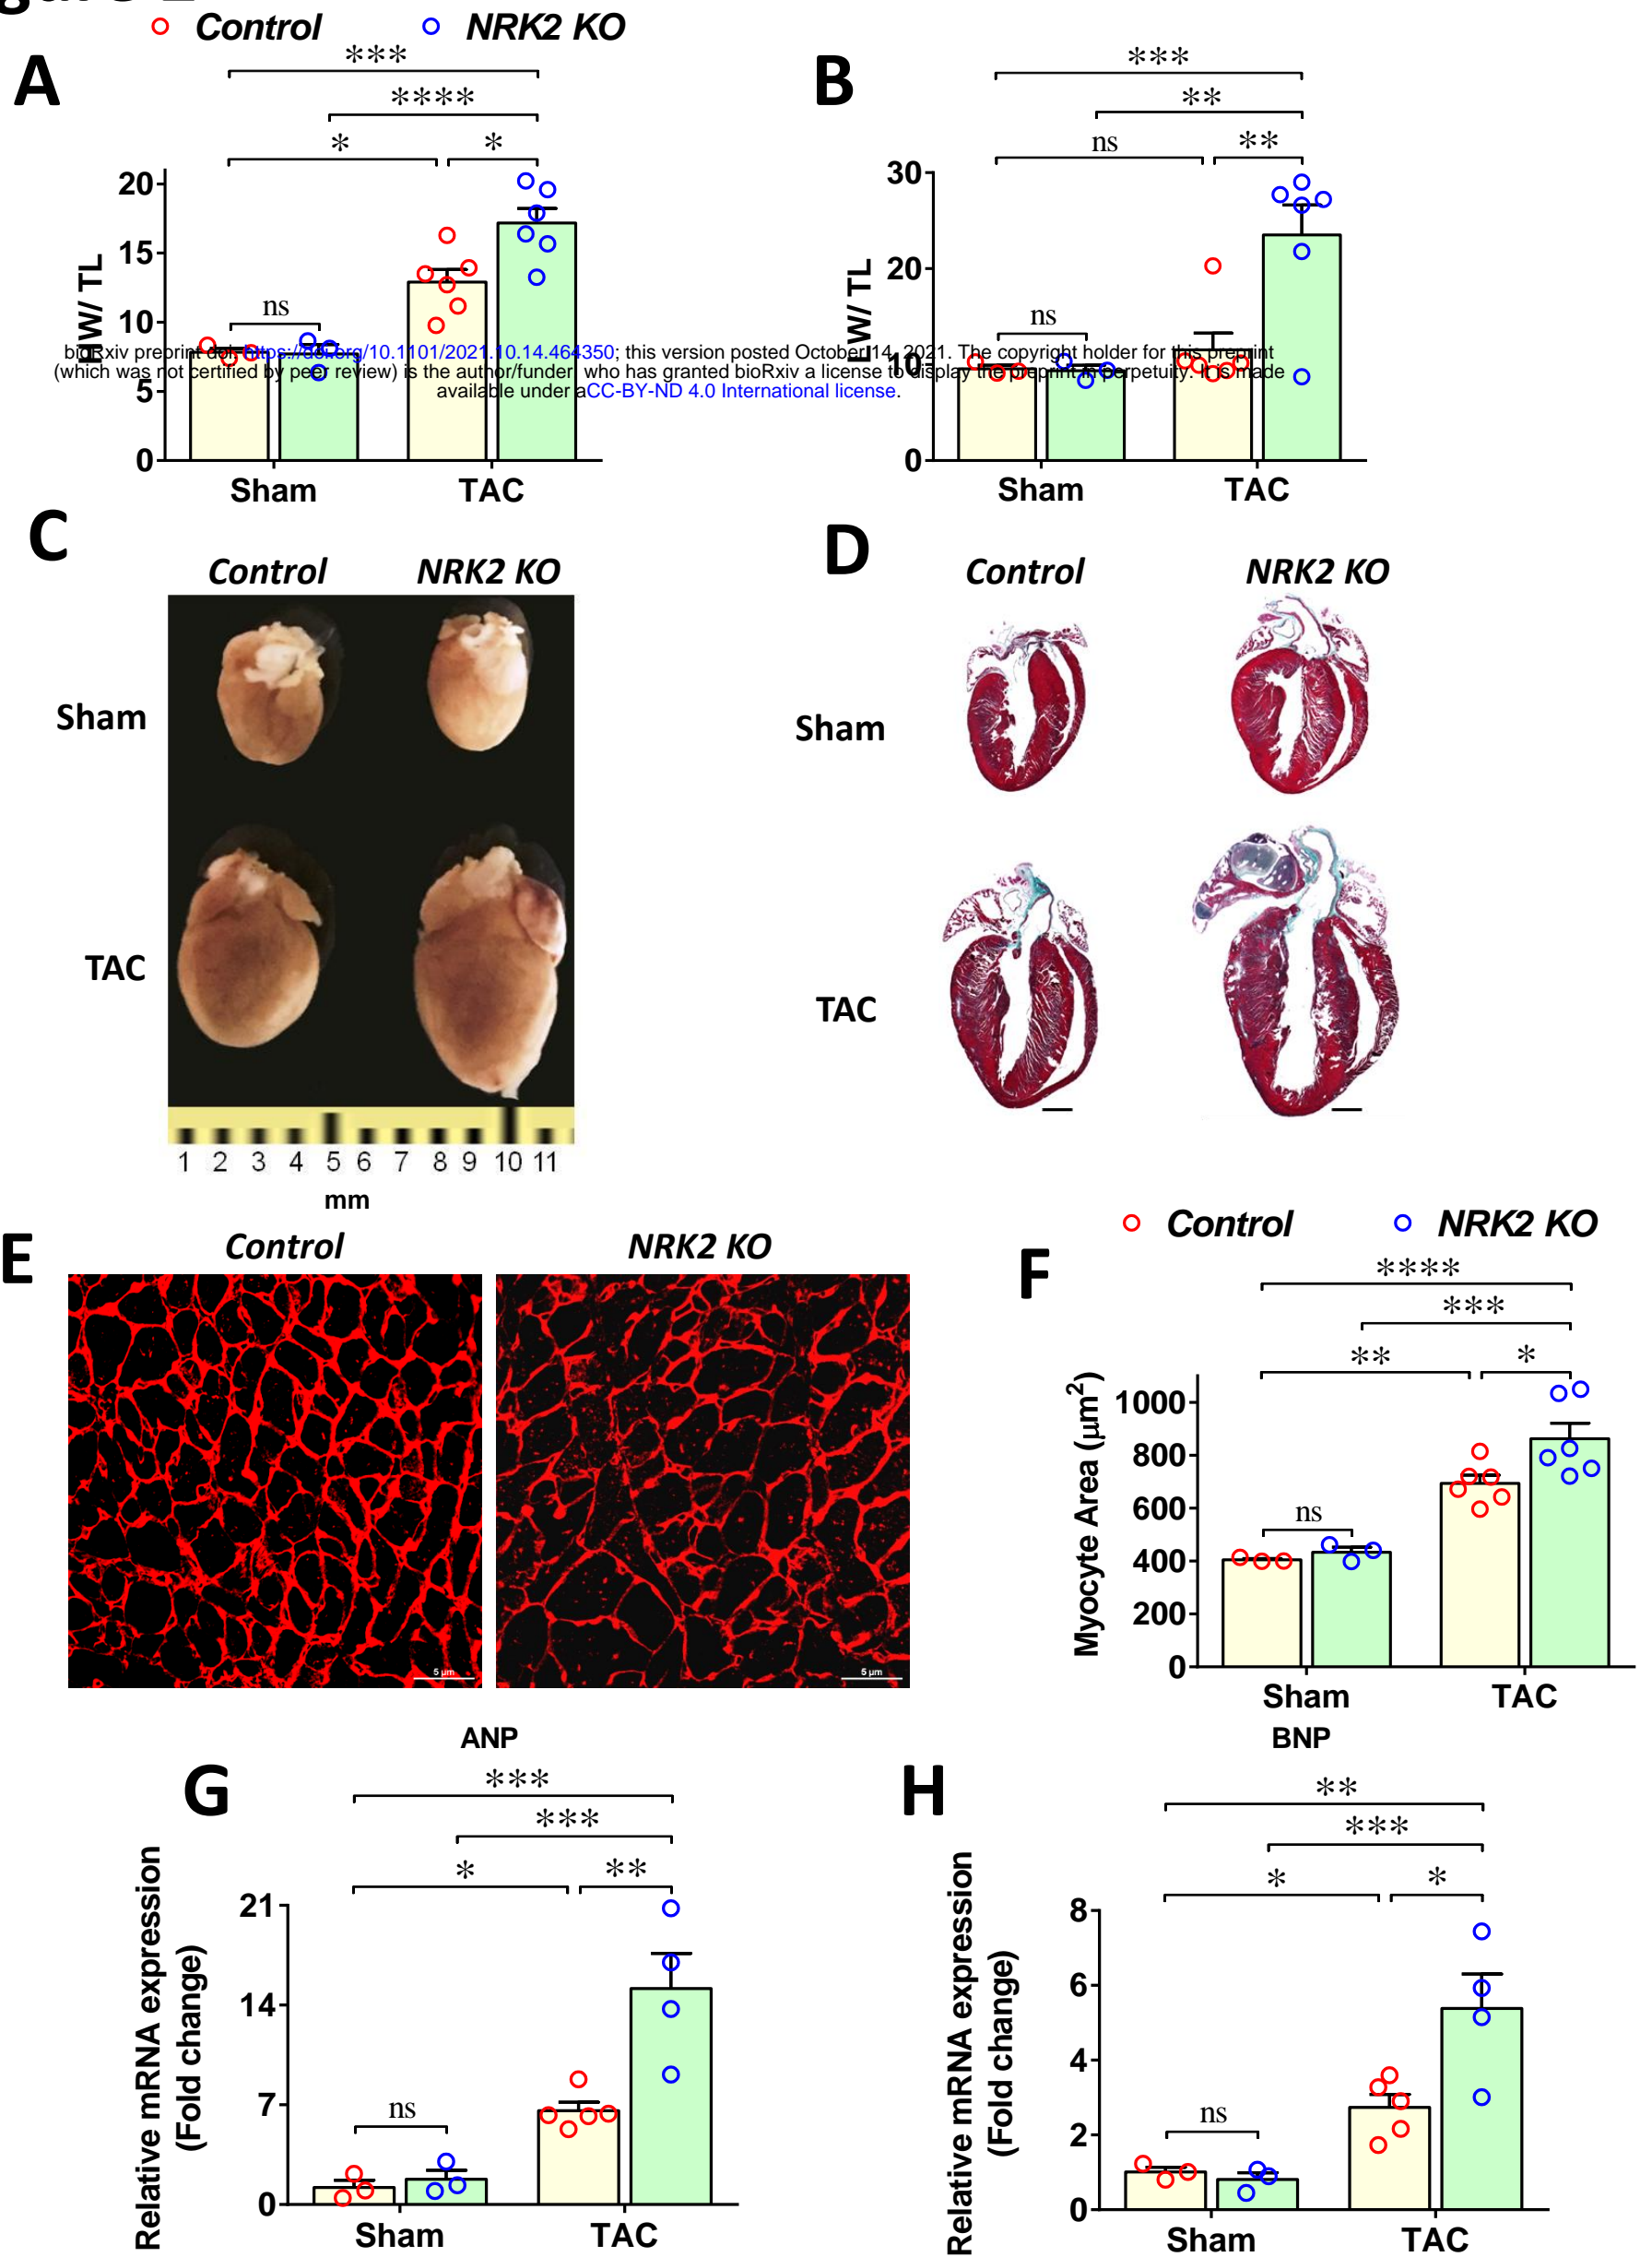 Control NRK2 KO
A
***
****
* *
HW/ TL
20
15
10
5
0
ns
Sham TAC
B
***
**
ns **
LW/ TL
30
20
10
0
ns
Sham TAC
bioRxiv preprint doi: https://doi.org/10.1101/2021.10.14.464350; this version posted October 14, 2021. The copyright holder for this preprint
(which was not certified by peer review) is the author/funder, who has granted bioRxiv a license to display the preprint in perpetuity. It is made
available under aCC-BY-ND 4.0 International license.
C
Control NRK2 KO
Sham
TAC
1 2 3 4 5 6 7 8 9 10 11
mm
D
Control NRK2 KO
Sham
TAC
E
Control NRK2 KO
5 µm 5 µm
Control NRK2 KO
F
****
***
** *
Myocyte Area (µm²)
1000
800
600
400
200
0
ns
Sham TAC
ANP
G
***
***
* **
Relative mRNA expression
(Fold change)
21
14
7
0
ns
Sham TAC
BNP
H
**
***
* *
Relative mRNA expression
(Fold change)
8
6
4
2
0
ns
Sham TAC